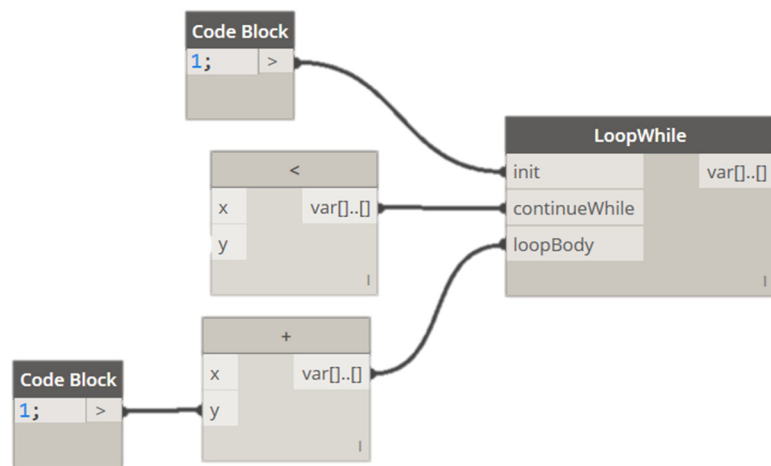 Code Block
1; >
<
x var[]..[]
y
l
LoopWhile
init var[]..[]
continueWhile
loopBody
l
+
x var[]..[]
y
l
Code Block
1; >